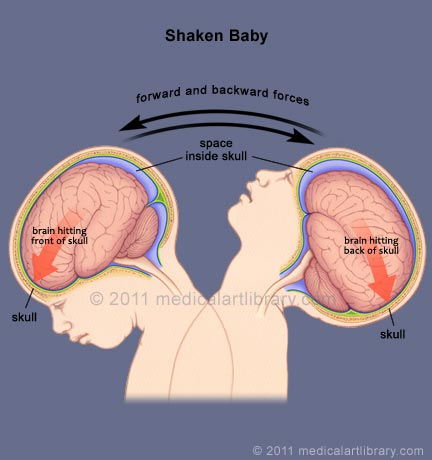 Shaken Baby
forward and backward forces
space
inside skull
brain hitting
front of skull
brain hitting
back of skull
© 2011 medicalartlibrary.com
skull
skull
© 2011 medicalartlibrary.com